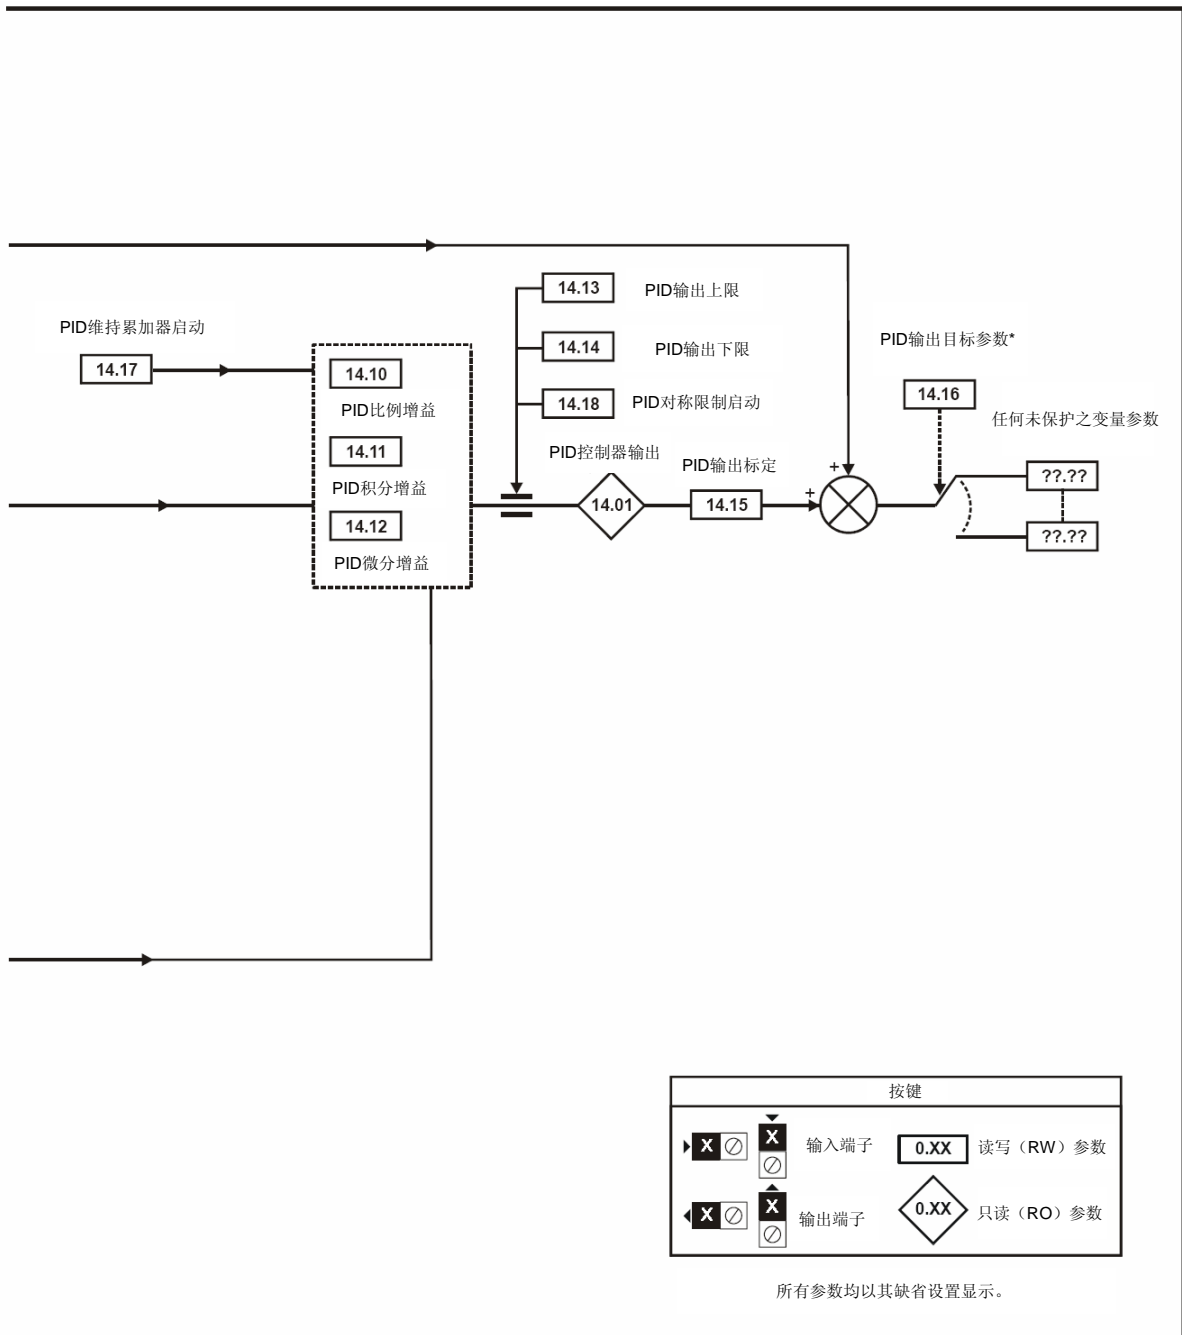 14.13 PID输出上限
PID维持累加器启动
14.17
14.14 PID输出下限
14.18 PID对称限制启动
14.10
PID比例增益
14.11
PID积分增益
14.12
PID微分增益
PID控制器输出
14.01
PID输出标定
14.15
+
+
PID输出目标参数*
14.16
任何未保护之变量参数
??.??
??.??
按键
X X 输入端子 0.XX 读写（RW）参数
X X 输出端子 0.XX 只读（RO）参数
所有参数均以其缺省设置显示。